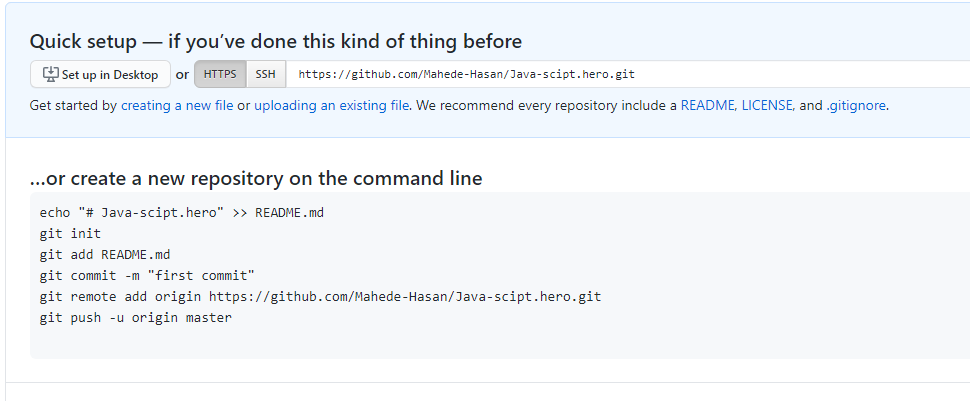 Quick setup — if you’ve done this kind of thing before
Set up in Desktop or HTTPS SSH https://github.com/Mahede-Hasan/Java-scipt.hero.git
Get started by creating a new file or uploading an existing file. We recommend every repository include a README, LICENSE, and .gitignore.
…or create a new repository on the command line
echo "# Java-scipt.hero" >> README.md
git init
git add README.md
git commit -m "first commit"
git remote add origin https://github.com/Mahede-Hasan/Java-scipt.hero.git
git push -u origin master